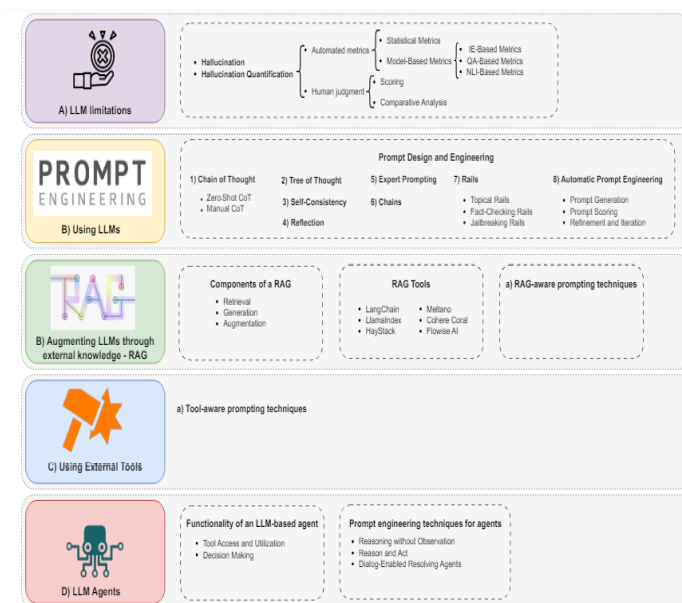 A) LLM limitations
• Hallucination
• Hallucination Quantification
• Automated metrics
• Statistical Metrics
• Model-Based Metrics
• IE-Based Metrics
• QA-Based Metrics
• NLI-Based Metrics
• Human judgment
• Scoring
• Comparative Analysis
PROMPT
ENGINEERING
B) Using LLMs
Prompt Design and Engineering
1) Chain of Thought
• Zero-Shot CoT
• Manual CoT
2) Tree of Thought
3) Self-Consistency
4) Reflection
5) Expert Prompting
6) Chains
7) Rails
• Topical Rails
• Fact-Checking Rails
• Jailbreaking Rails
8) Automatic Prompt Engineering
• Prompt Generation
• Prompt Scoring
• Refinement and Iteration
RAG
B) Augmenting LLMs through
external knowledge - RAG
Components of a RAG
• Retrieval
• Generation
• Augmentation
RAG Tools
• LangChain
• LlamaIndex
• HayStack
• Meltano
• Cohere Coral
• Flowise AI
a) RAG-aware prompting techniques
C) Using External Tools
a) Tool-aware prompting techniques
D) LLM Agents
Functionality of an LLM-based agent
• Tool Access and Utilization
• Decision Making
Prompt engineering techniques for agents
• Reasoning without Observation
• Reason and Act
• Dialog-Enabled Resolving Agents